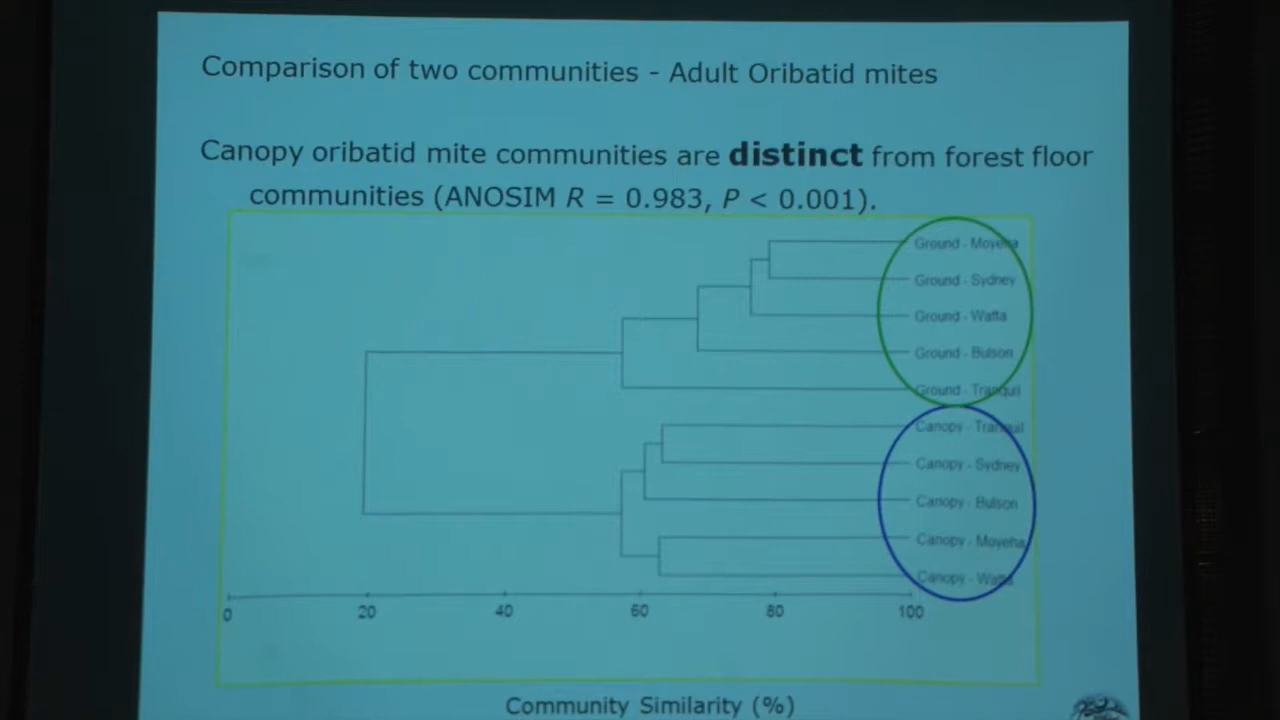 Comparison of two communities - Adult Oribatid mites
Canopy oribatid mite communities are distinct from forest floor
communities (ANOSIM R = 0.983, P < 0.001).
Ground - Moyeha
Ground - Sydney
Ground - Watta
Ground - Bulson
Ground - Tranquil
Canopy - Tranquil
Canopy - Sydney
Canopy - Bulson
Canopy - Moyeha
Canopy - Watta
0 20 40 60 80 100
Community Similarity (%)